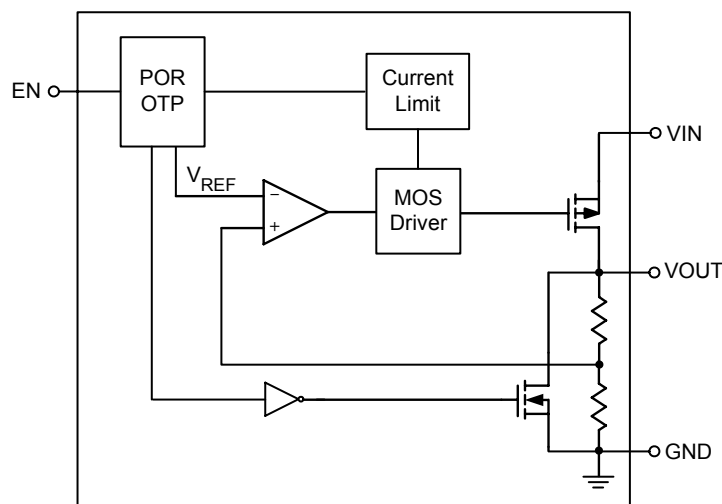 EN
POR
OTP
Current
Limit
VIN
VREF
−
+
MOS
Driver
VOUT
GND